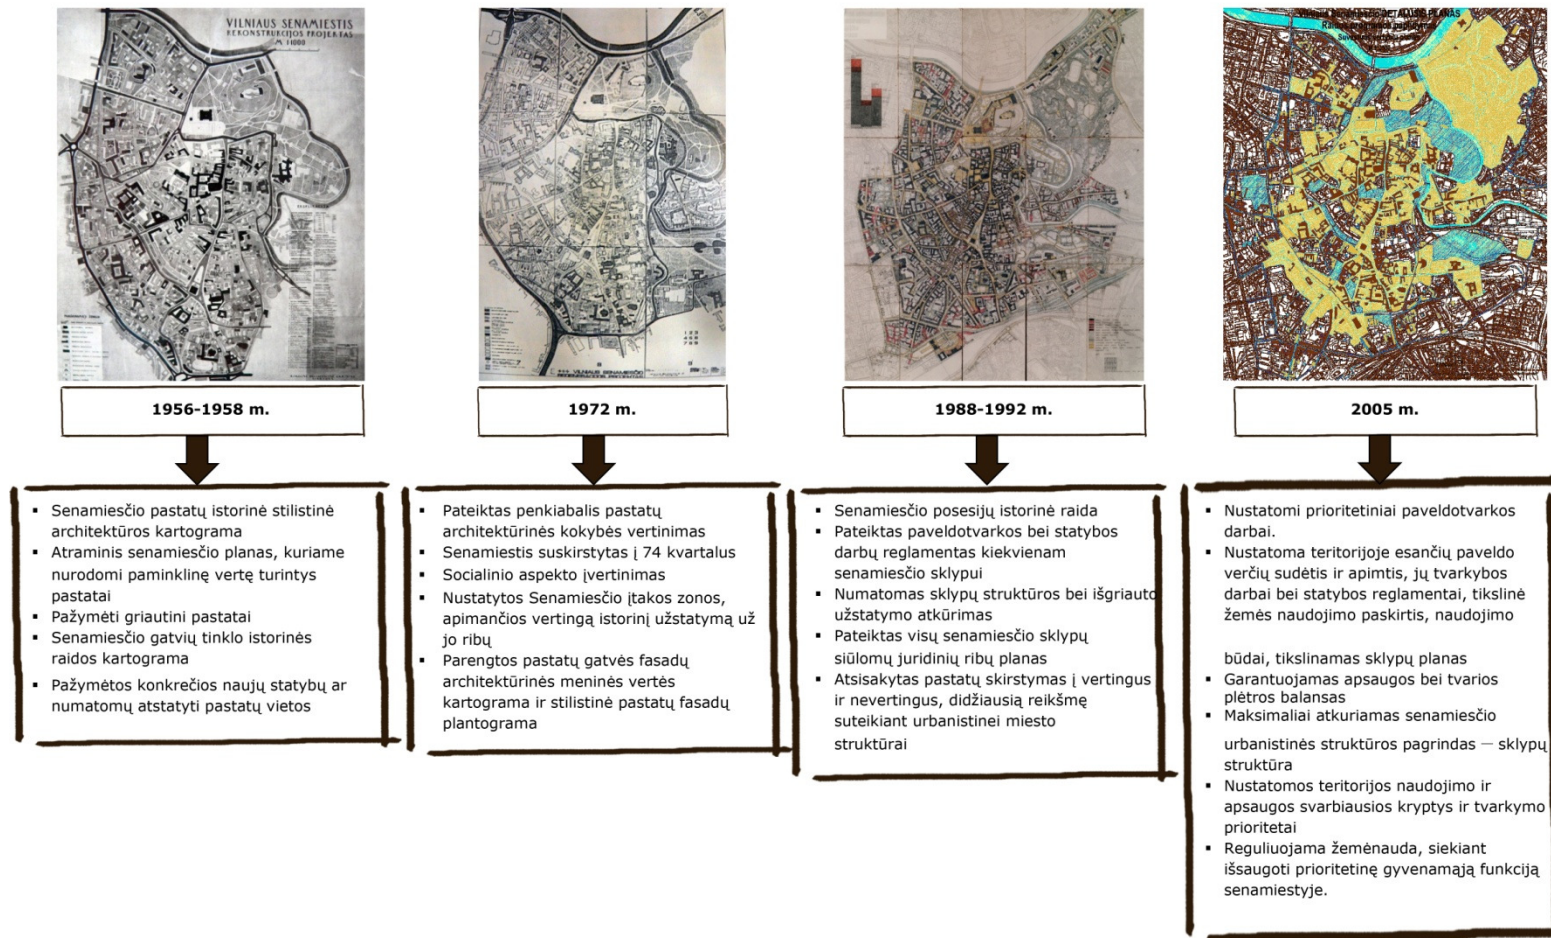 VILNIAUS SENAMIESTIS
REKONSTRUKCIJOS PROJEKTAS
M 1:1000
VILNIAUS SENAMIESČIO
1956-1958 m.
1972 m.
1988-1992 m.
2005 m.
▪ Senamiesčio pastatų istorinė stilistinė
architektūros kartograma
▪ Atraminis senamiesčio planas, kuriame
nurodomi paminklinę vertę turintys
pastatai
▪ Pažymėti griautini pastatai
▪ Senamiesčio gatvių tinklo istorinės
raidos kartograma
▪ Pažymėtos konkrečios naujų statybų ar
numatomų atstatyti pastatų vietos
▪ Pateiktas penkiabalis pastatų
architektūrinės kokybės vertinimas
▪ Senamiestis suskirstytas į 74 kvartalus
▪ Socialinio aspekto įvertinimas
▪ Nustatytos Senamiesčio įtakos zonos,
apimančios vertingą istorinį užstatymą už
jo ribų
▪ Parengtos pastatų gatvės fasadų
architektūrinės meninės vertės
kartograma ir stilistinė pastatų fasadų
plantograma
▪ Senamiesčio posesijų istorinė raida
▪ Pateiktas paveldotvarkos bei statybos
darbų reglamentas kiekvienam
senamiesčio sklypui
▪ Numatomas sklypų struktūros bei išgriauto
užstatymo atkūrimas
▪ Pateiktas visų senamiesčio sklypų
siūlomų juridinių ribų planas
▪ Atsisakytas pastatų skirstymas į vertingus
ir nevertingus, didžiausią reikšmę
suteikiant urbanistinei miesto
struktūrai
▪ Nustatomi prioritetiniai paveldotvarkos
darbai.
▪ Nustatoma teritorijoje esančių paveldo
verčių sudėtis ir apimtis, jų tvarkybos
darbai bei statybos reglamentai, tikslinė
žemės naudojimo paskirtis, naudojimo
būdai, tikslinamas sklypų planas
▪ Garantuojamas apsaugos bei tvarios
plėtros balansas
▪ Maksimaliai atkuriamas senamiesčio
urbanistinės struktūros pagrindas — sklypų
struktūra
▪ Nustatomos teritorijos naudojimo ir
apsaugos svarbiausios kryptys ir tvarkymo
prioritetai
▪ Reguliuojama žemėnauda, siekiant
išsaugoti prioritetinę gyvenamąją funkciją
senamiestyje.